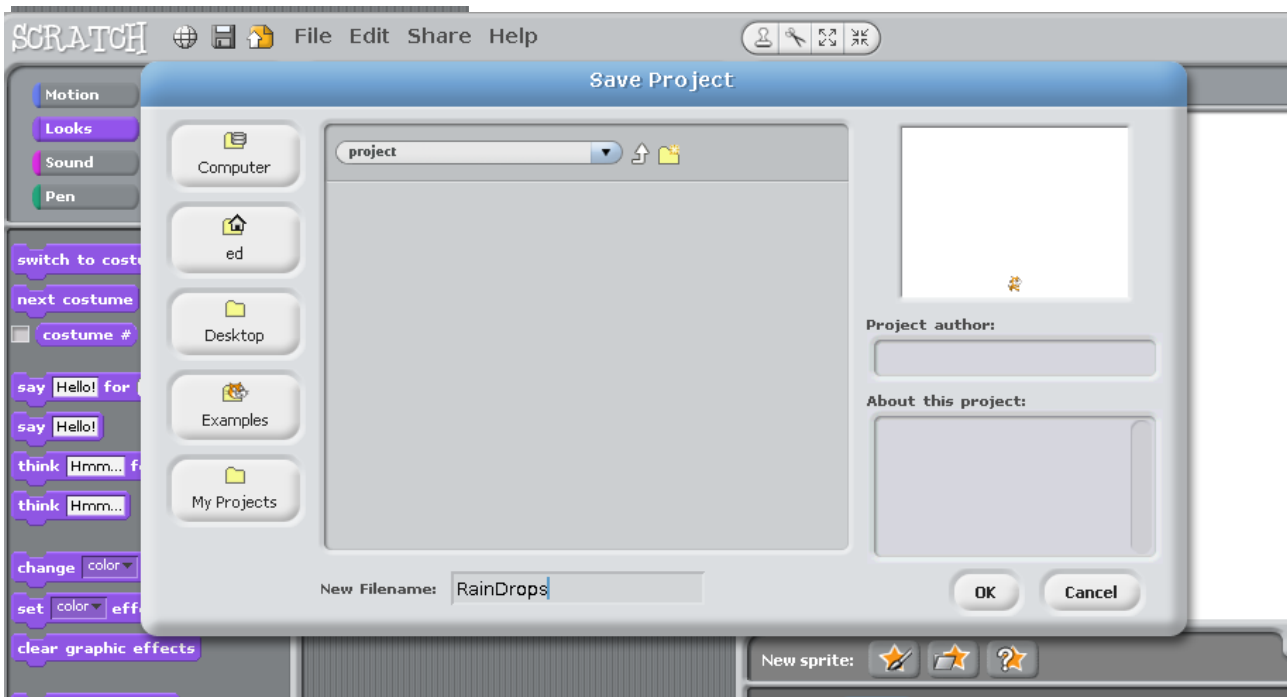 SCRATCH File Edit Share Help
Save Project
Motion
Looks
Sound
Pen
switch to costu
next costume
costume #
say Hello! for
say Hello!
think Hmm... f
think Hmm...
change color
set color eff
clear graphic effects
Computer
ed
Desktop
Examples
My Projects
project
New Filename: RainDrops
Project author:
About this project:
OK Cancel
New sprite: